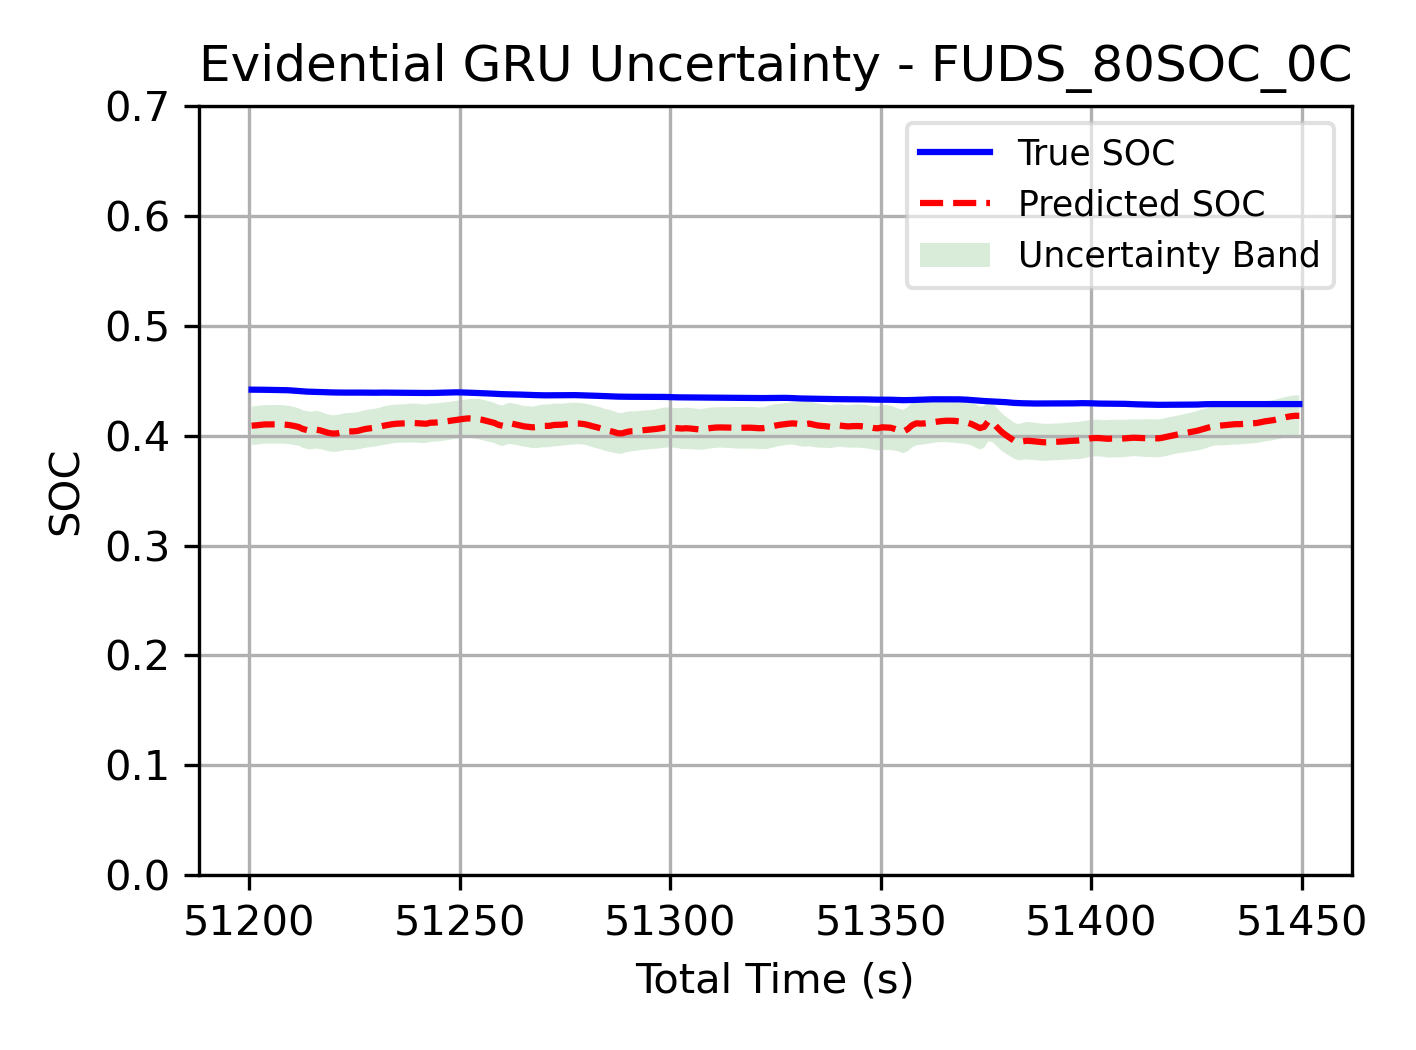 Evidential GRU Uncertainty - FUDS_80SOC_0C
0.7
0.6
0.5
0.4
0.3
0.2
0.1
0.0
SOC
True SOC
Predicted SOC
Uncertainty Band
51200 51250 51300 51350 51400 51450
Total Time (s)